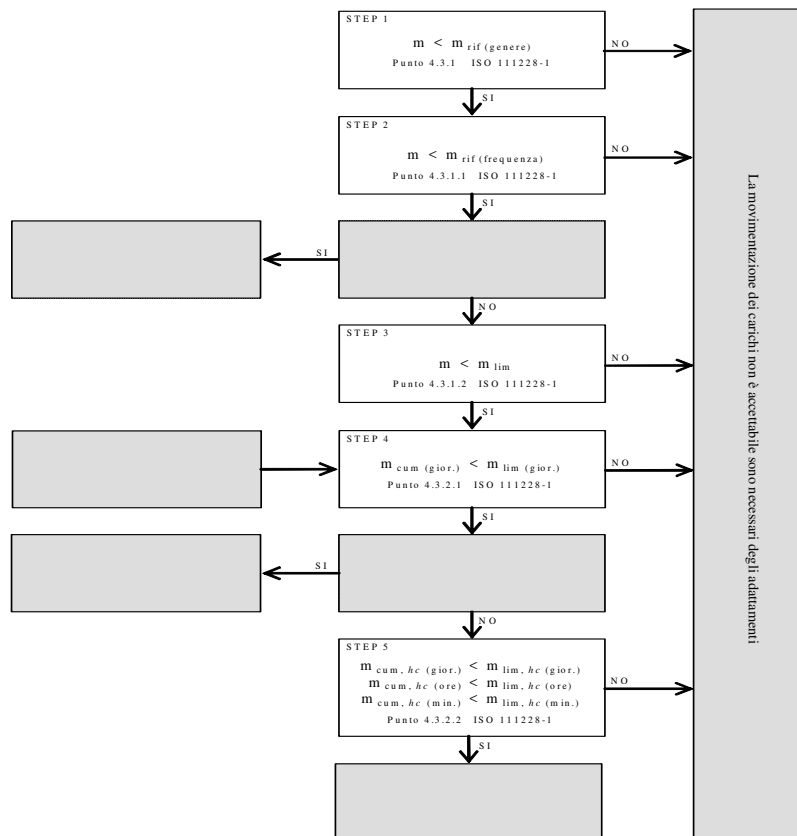 STEP 1
m < m rif (genere)
Punto 4.3.1 ISO 111228-1
NO
SI
STEP 2
m < m rif (frequenza)
Punto 4.3.1.1 ISO 111228-1
NO
SI
SI
NO
STEP 3
m < m lim
Punto 4.3.1.2 ISO 111228-1
NO
SI
STEP 4
m cum (gior.) < m lim (gior.)
Punto 4.3.2.1 ISO 111228-1
NO
SI
SI
NO
STEP 5
m cum, hc (gior.) < m lim, hc (gior.)
m cum, hc (ore) < m lim, hc (ore)
m cum, hc (min.) < m lim, hc (min.)
Punto 4.3.2.2 ISO 111228-1
NO
SI
La movimentazione dei carichi non è accettabile sono necessari degli adattamenti